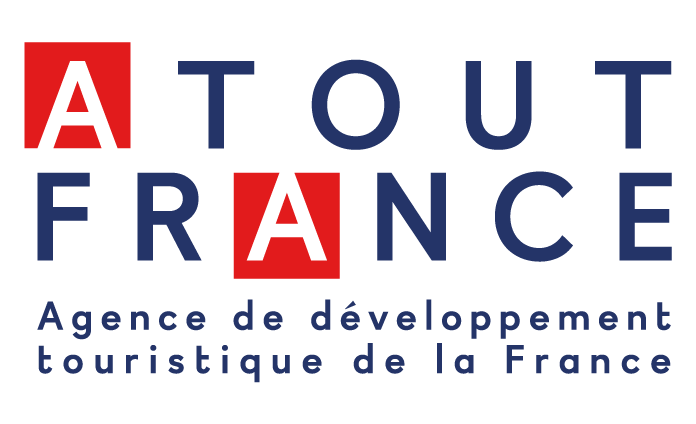 ATOUT
FRANCE
Agence de développement
touristique de la France